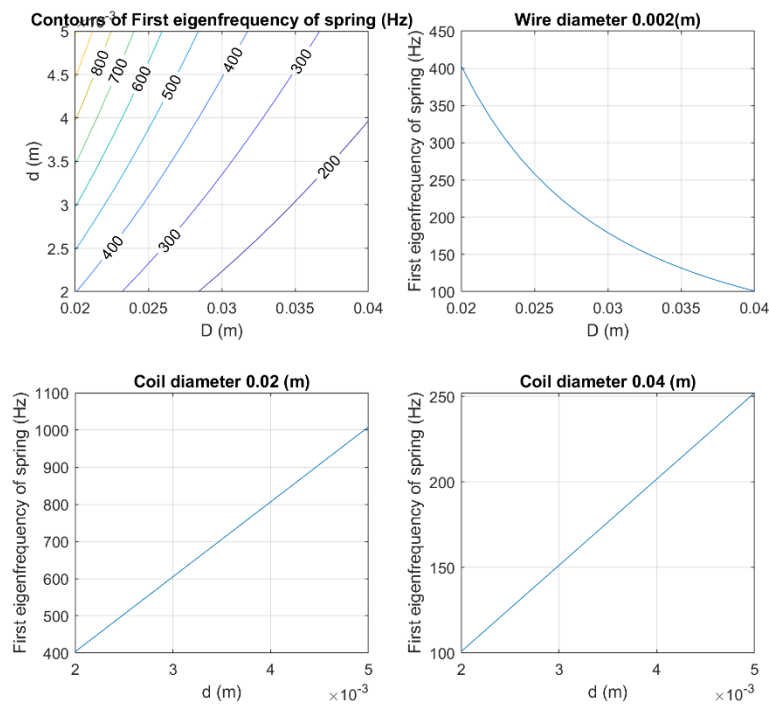 Contours of First eigenfrequency of spring (Hz)
5
4.5
4
3.5
3
2.5
2
d (m)
800
700
600
500
400
300
200
400
300
0.02 0.025 0.03 0.035 0.04
D (m)
Wire diameter 0.002(m)
450
400
350
300
250
200
150
100
First eigenfrequency of spring (Hz)
0.02 0.025 0.03 0.035 0.04
D (m)
Coil diameter 0.02 (m)
1100
1000
900
800
700
600
500
400
First eigenfrequency of spring (Hz)
2 3 4 5
×10⁻³
d (m)
Coil diameter 0.04 (m)
250
200
150
100
First eigenfrequency of spring (Hz)
2 3 4 5
×10⁻³
d (m)